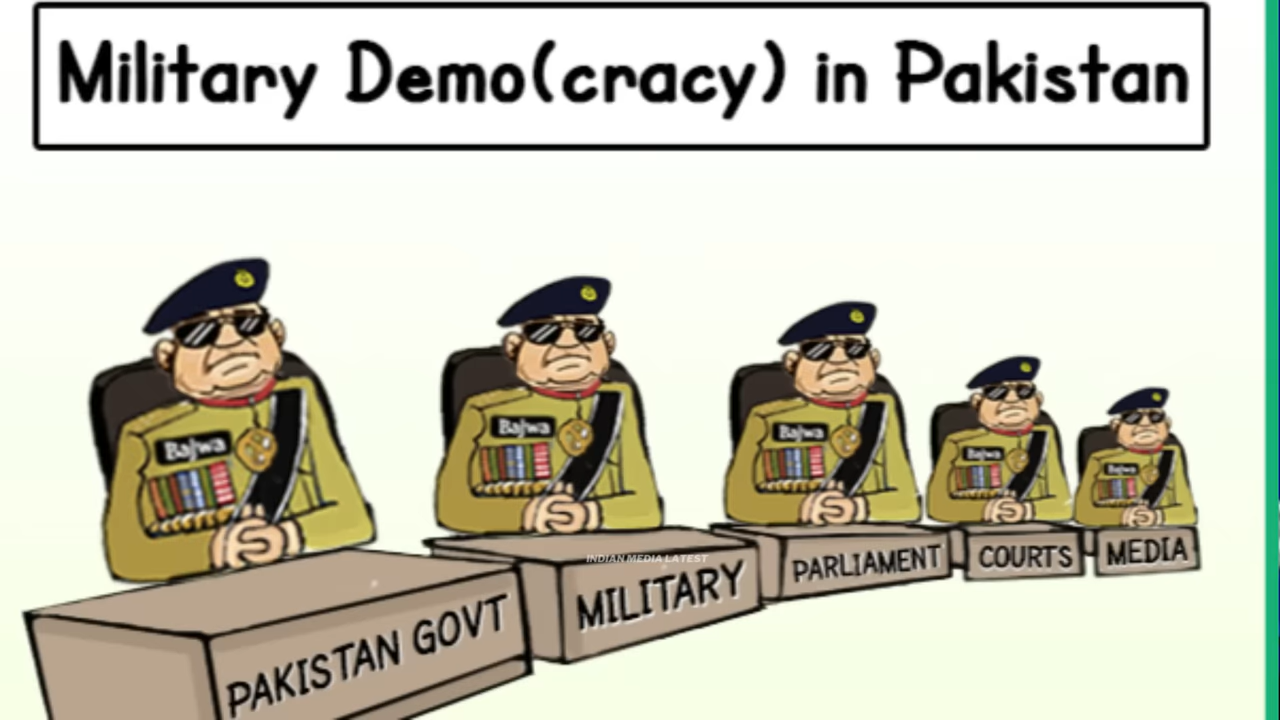 Military Demo(cracy) in Pakistan
Bajwa
Bajwa
Bajwa
Bajwa
Bajwa
INDIAN MEDIA LATEST
PAKISTAN GOVT
MILITARY
PARLIAMENT
COURTS
MEDIA